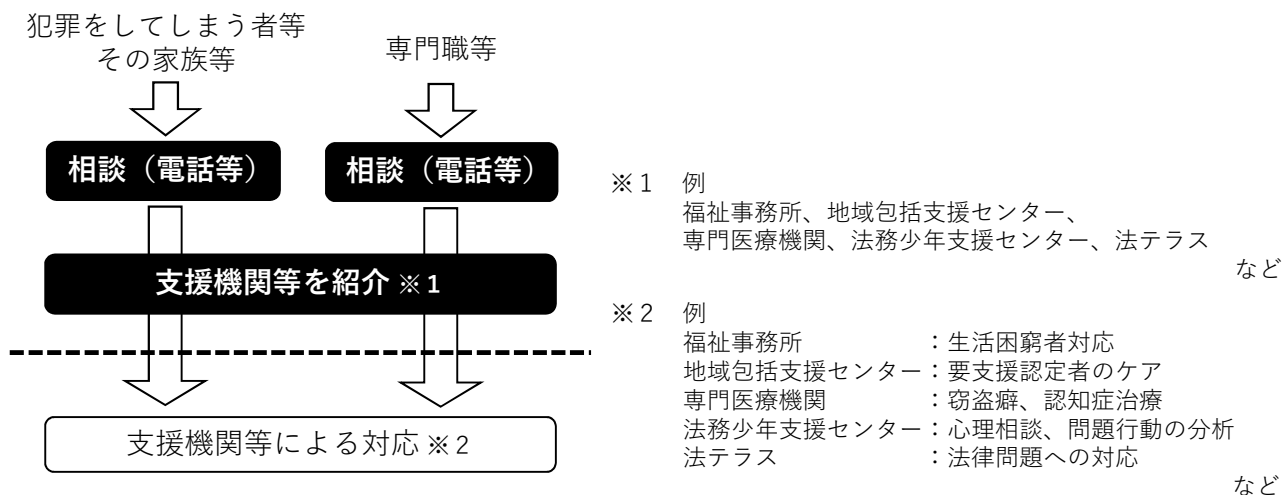 犯罪をしてしまう者等
その家族等
専門職等
相談（電話等）
相談（電話等）
支援機関等を紹介 ※1
支援機関等による対応 ※2
※1 例
福祉事務所、地域包括支援センター、
専門医療機関、法務少年支援センター、法テラス
など
※2 例
福祉事務所：生活困窮者対応
地域包括支援センター：要支援認定者のケア
専門医療機関：窃盗癖、認知症治療
法務少年支援センター：心理相談、問題行動の分析
法テラス：法律問題への対応
など